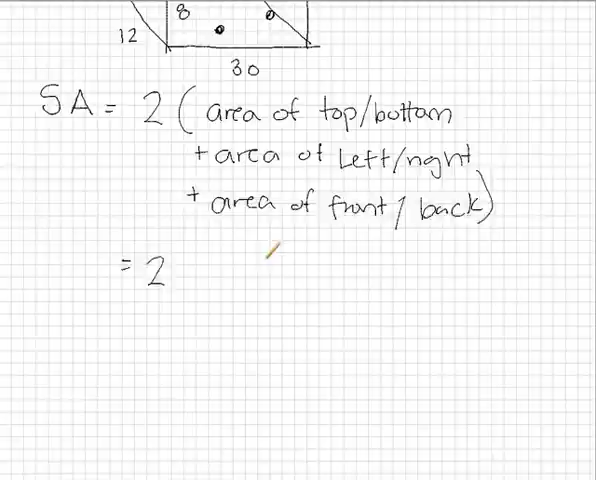 8
12
30
SA = 2 (area of top/bottom
+ area of left/right
+ area of front/back)
= 2